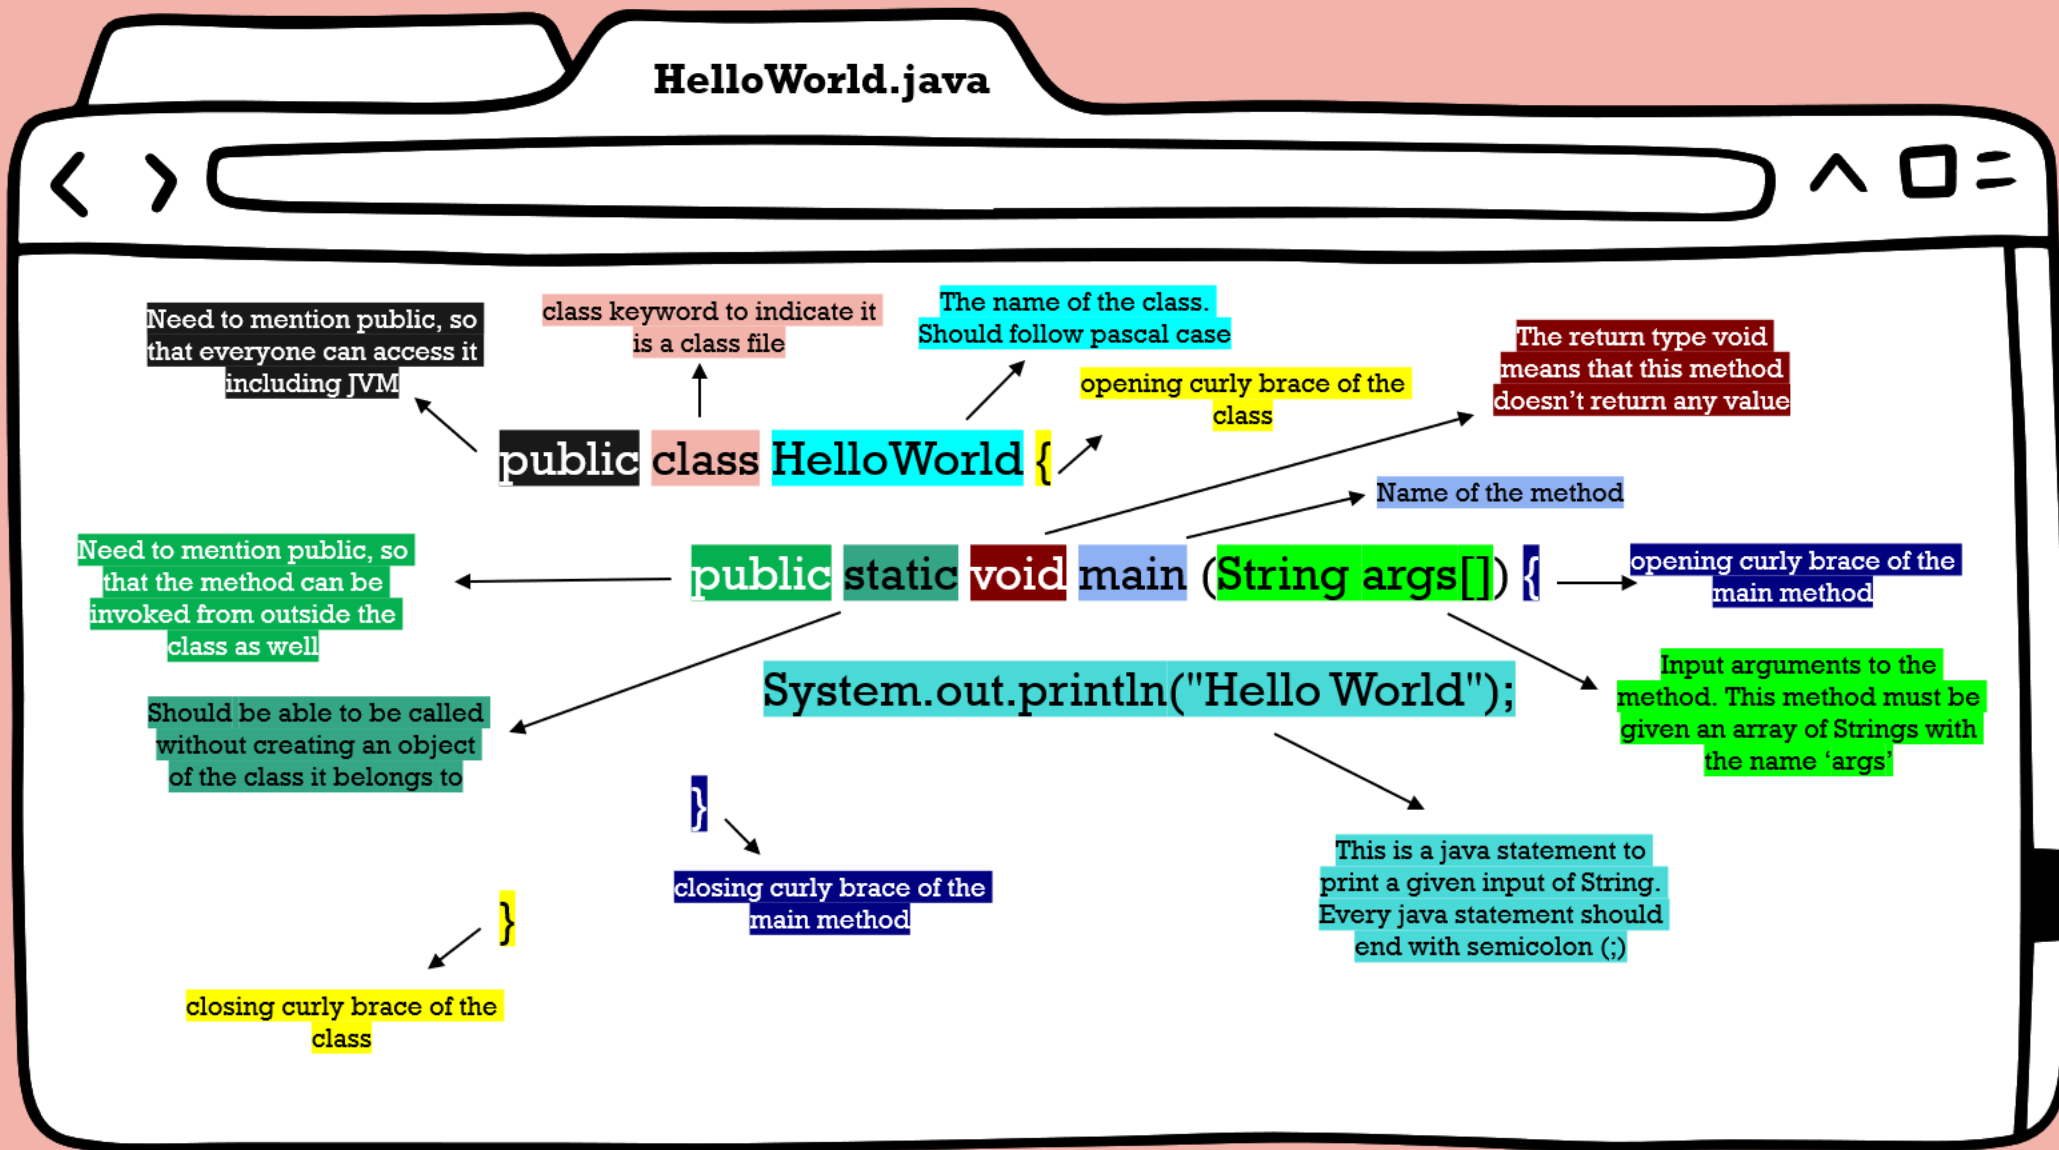 HelloWorld.java
Need to mention public, so
that everyone can access it
including JVM
class keyword to indicate it
is a class file
The name of the class.
Should follow pascal case
opening curly brace of the
class
The return type void
means that this method
doesn’t return any value
public class HelloWorld {
Name of the method
Need to mention public, so
that the method can be
invoked from outside the
class as well
public static void main (String args[]) {
opening curly brace of the
main method
Should be able to be called
without creating an object
of the class it belongs to
System.out.println("Hello World");
Input arguments to the
method. This method must be
given an array of Strings with
the name ‘args’
}
closing curly brace of the
main method
This is a java statement to
print a given input of String.
Every java statement should
end with semicolon (;)
}
closing curly brace of the
class